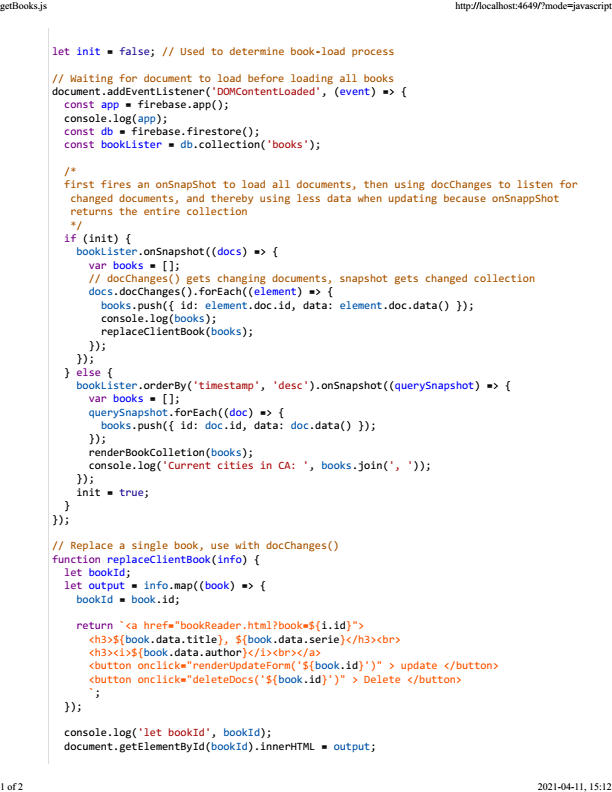 getBooks.js http://localhost:4649/?mode=javascript
let init = false; // Used to determine book-load process
// Waiting for document to load before loading all books
document.addEventListener('DOMContentLoaded', (event) => {
const app = firebase.app();
console.log(app);
const db = firebase.firestore();
const bookLister = db.collection('books');
/*
first fires an onSnapShot to load all documents, then using docChanges to listen for
changed documents, and thereby using less data when updating because onSnappShot
returns the entire collection
*/
if (init) {
bookLister.onSnapshot((docs) => {
var books = [];
// docChanges() gets changing documents, snapshot gets changed collection
docs.docChanges().forEach((element) => {
books.push({ id: element.doc.id, data: element.doc.data() });
console.log(books);
replaceClientBook(books);
});
});
} else {
bookLister.orderBy('timestamp', 'desc').onSnapshot((querySnapshot) => {
var books = [];
querySnapshot.forEach((doc) => {
books.push({ id: doc.id, data: doc.data() });
});
renderBookColletion(books);
console.log('Current cities in CA: ', books.join(', '));
});
init = true;
}
});
// Replace a single book, use with docChanges()
function replaceClientBook(info) {
let bookId;
let output = info.map((book) => {
bookId = book.id;
return `<a href="bookReader.html?book=${i.id}">
<h3>${book.data.title}, ${book.data.serie}</h3><br>
<h3><i>${book.data.author}</i><br></a>
<button onclick="renderUpdateForm('${book.id}')" > update </button>
<button onclick="deleteDocs('${book.id}')" > Delete </button>
`;
});
console.log('let bookId', bookId);
document.getElementById(bookId).innerHTML = output;
1 of 2 2021-04-11, 15:12